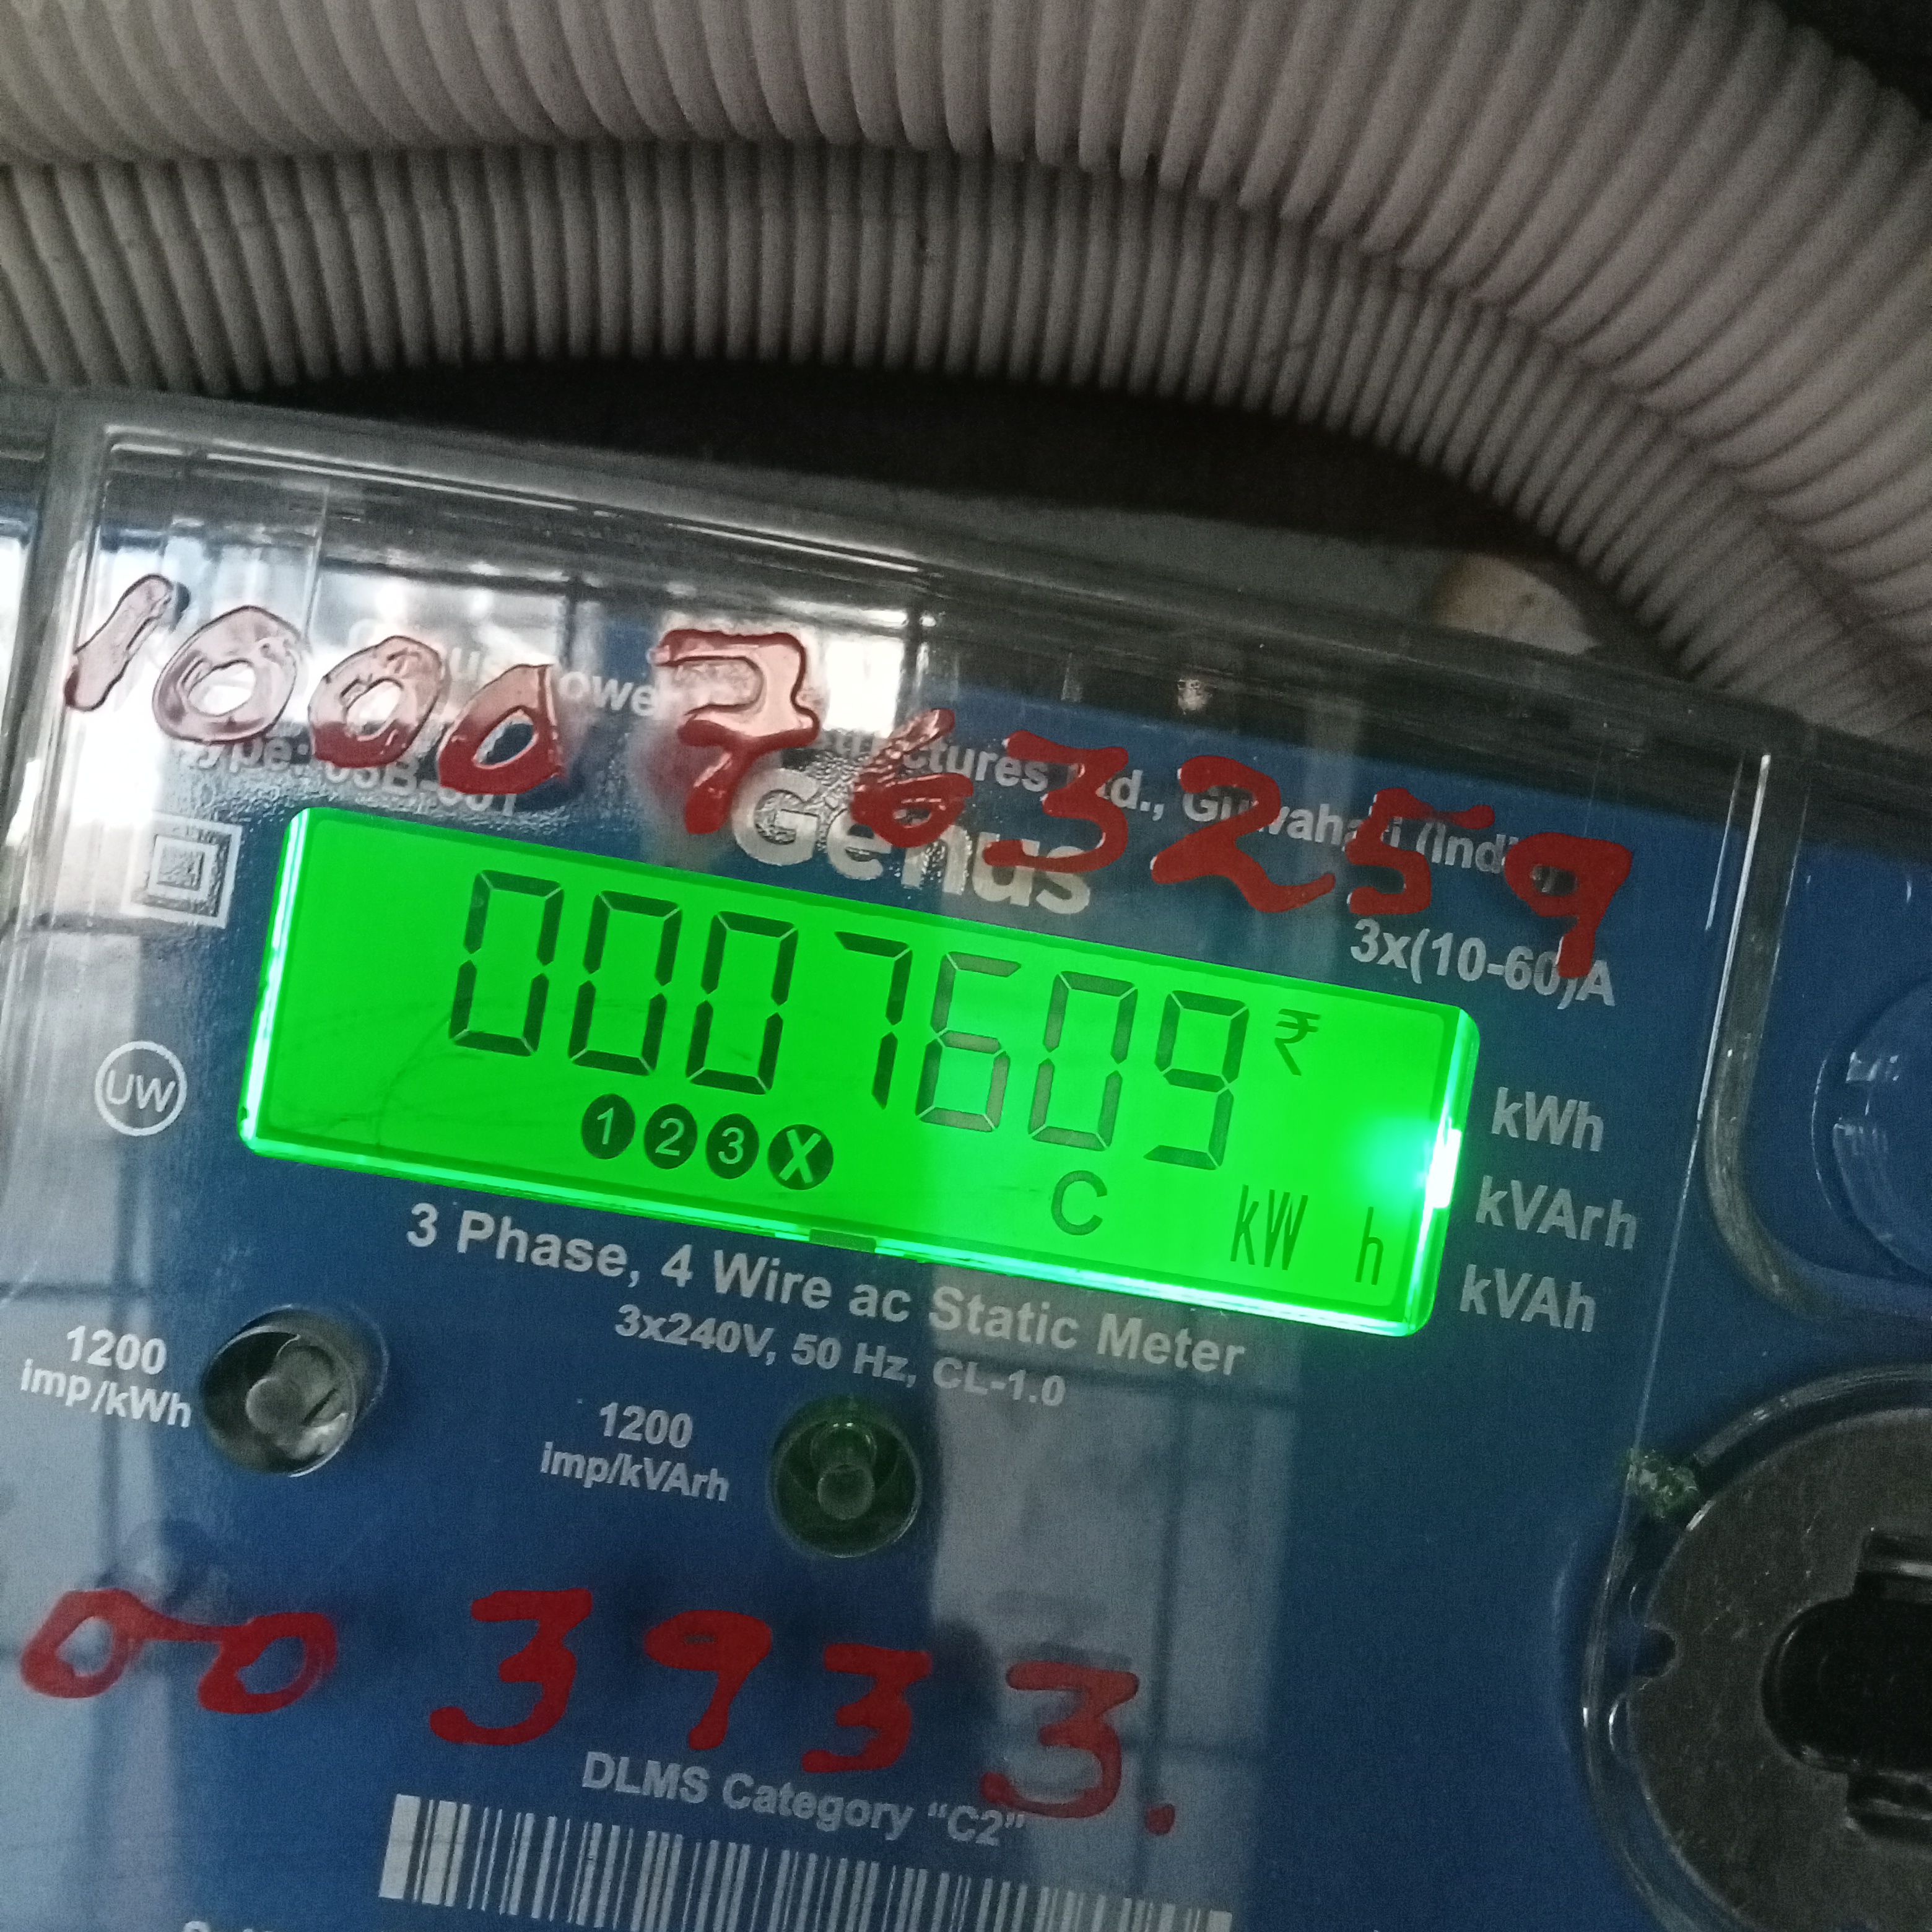 1000763259
Genus
3x(10-60)A
0007609 ₹
1 2 3 X
C kW h
kWh
kVArh
kVAh
UW
3 Phase, 4 Wire ac Static Meter
3x240V, 50 Hz, CL-1.0
1200
imp/kWh
1200
imp/kVArh
003933.
DLMS Category “C2”